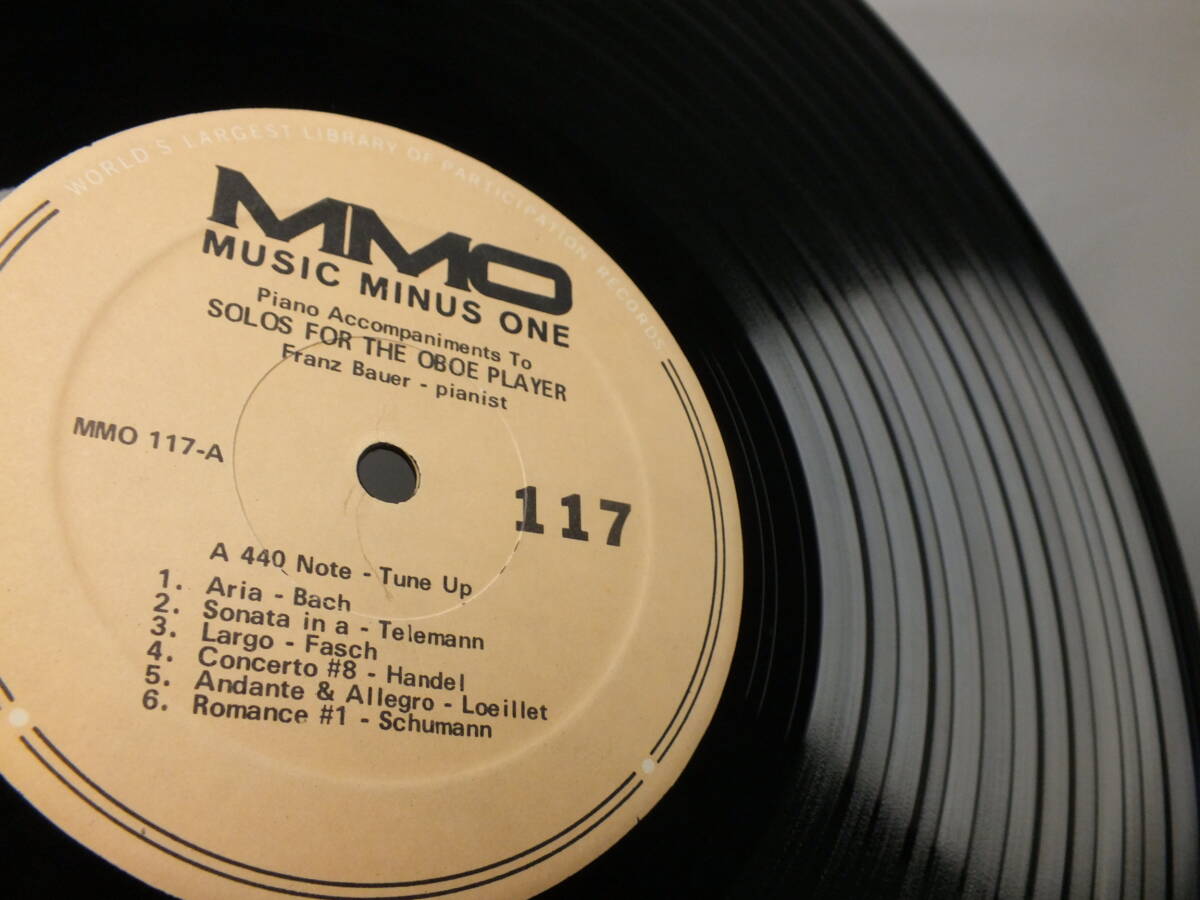 WORLD'S LARGEST LIBRARY OF PARTICIPATION RECORDS
MMO
MUSIC MINUS ONE
Piano Accompaniments To
SOLOS FOR THE OBOE PLAYER
Franz Bauer - pianist
MMO 117-A
117
A 440 Note - Tune Up
1. Aria - Bach
2. Sonata in a - Telemann
3. Largo - Fasch
4. Concerto #8 - Handel
5. Andante & Allegro - Loeillet
6. Romance #1 - Schumann